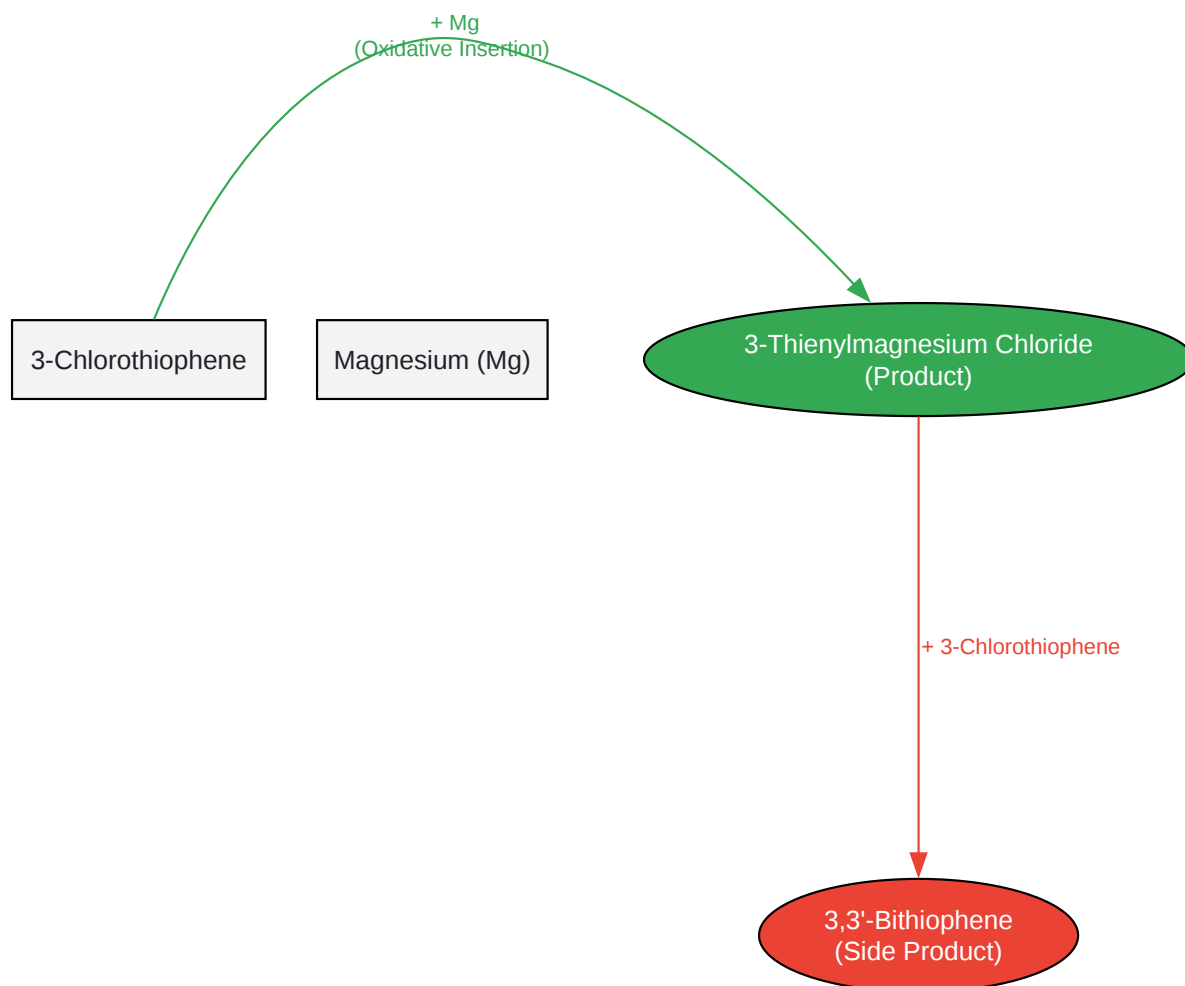 + Mg
(Oxidative Insertion)
3-Chlorothiophene
Magnesium (Mg)
3-Thienylmagnesium Chloride
(Product)
+ 3-Chlorothiophene
3,3'-Bithiophene
(Side Product)